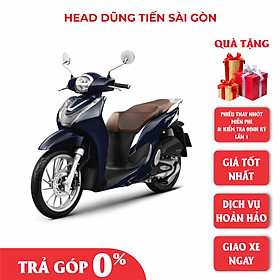 HEAD DŨNG TIẾN SÀI GÒN
QUÀ TẶNG
PHIẾU THAY NHỚT
MIỄN PHÍ
& KIỂM TRA ĐỊNH KỲ
LẦN 1
GIÁ TỐT
NHẤT
DỊCH VỤ
HOÀN HẢO
GIAO XE
NGAY
TRẢ GÓP 0%